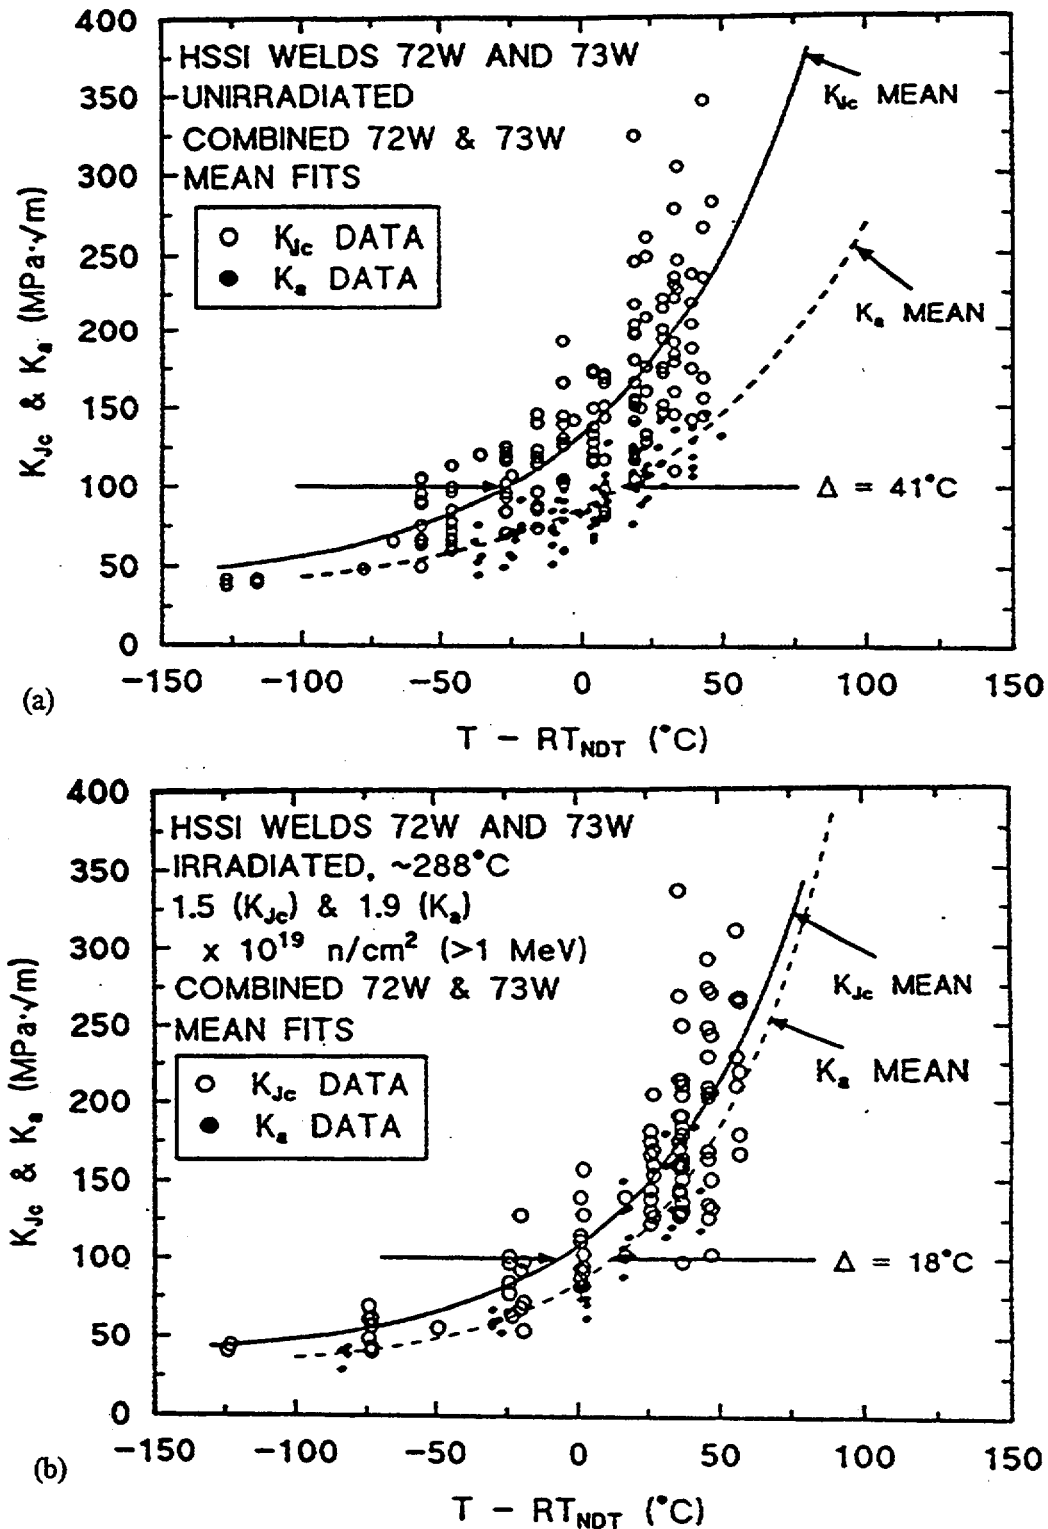 400
350
300
250
200
150
100
50
0
K_Jc & K_a (MPa·√m)
HSSI WELDS 72W AND 73W
UNIRRADIATED
COMBINED 72W & 73W
MEAN FITS
K_Jc DATA
K_a DATA
K_Jc MEAN
K_a MEAN
Δ = 41°C
-150 -100 -50 0 50 100 150
(a)
T - RT_NDT (°C)
400
350
300
250
200
150
100
50
0
K_Jc & K_a (MPa·√m)
HSSI WELDS 72W AND 73W
IRRADIATED, ~288°C
1.5 (K_Jc) & 1.9 (K_a)
x 10^19 n/cm^2 (>1 MeV)
COMBINED 72W & 73W
MEAN FITS
K_Jc DATA
K_a DATA
K_Jc MEAN
K_a MEAN
Δ = 18°C
-150 -100 -50 0 50 100 150
(b)
T - RT_NDT (°C)